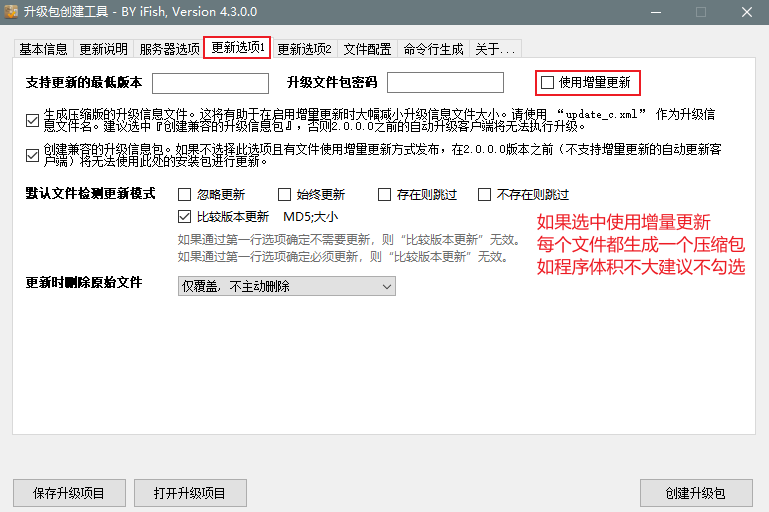 升级包创建工具 - BY iFish, Version 4.3.0.0
基本信息 更新说明 服务器选项 更新选项1 更新选项2 文件配置 命令行生成 关于...
支持更新的最低版本 升级文件包密码 使用增量更新
生成压缩版的升级信息文件。这将有助于在启用增量更新时大幅减小升级信息文件大小。请使用 “update_c.xml” 作为升级信
息文件名。建议选中『创建兼容的升级信息包』，否则2.0.0.0之前的自动升级客户端将无法执行升级。
创建兼容的升级信息包。如果不选择此选项且有文件使用增量更新方式发布，在2.0.0.0版本之前（不支持增量更新的自动更新客
户端）将无法使用此处的安装包进行更新。
默认文件检测更新模式 忽略更新 始终更新 存在则跳过 不存在则跳过
比较版本更新 MD5;大小
如果通过第一行选项确定不需要更新，则“比较版本更新”无效。
如果通过第一行选项确定必须更新，则“比较版本更新”无效。
如果选中使用增量更新
每个文件都生成一个压缩包
如程序体积不大建议不勾选
更新时删除原始文件 仅覆盖，不主动删除
保存升级项目 打开升级项目 创建升级包